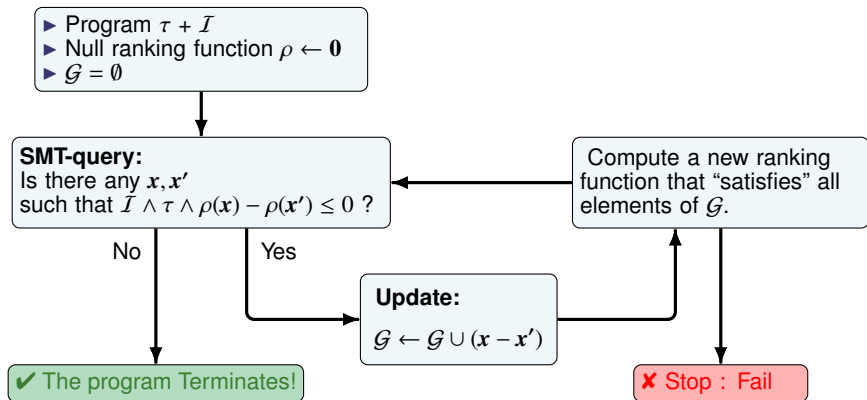 ▶ Program τ + ℐ
▶ Null ranking function ρ ← 𝟎
▶ 𝒢 = ∅
SMT-query:
Is there any 𝒙, 𝒙′
such that ℐ ∧ τ ∧ ρ(𝒙) − ρ(𝒙′) ≤ 0 ?
Compute a new ranking
function that “satisfies” all
elements of 𝒢.
No
Yes
Update:
𝒢 ← 𝒢 ∪ (𝒙 − 𝒙′)
✔ The program Terminates!
✘ Stop : Fail